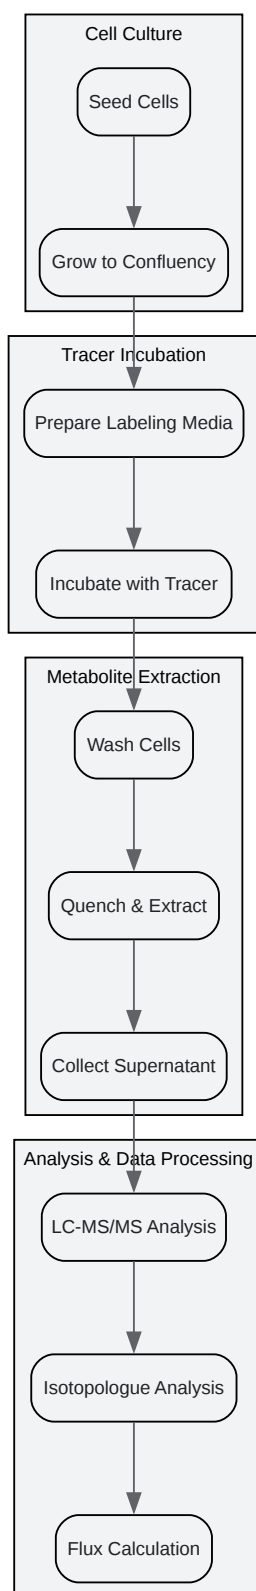 Cell Culture
Seed Cells
Grow to Confluency
Tracer Incubation
Prepare Labeling Media
Incubate with Tracer
Metabolite Extraction
Wash Cells
Quench & Extract
Collect Supernatant
Analysis & Data Processing
LC-MS/MS Analysis
Isotopologue Analysis
Flux Calculation